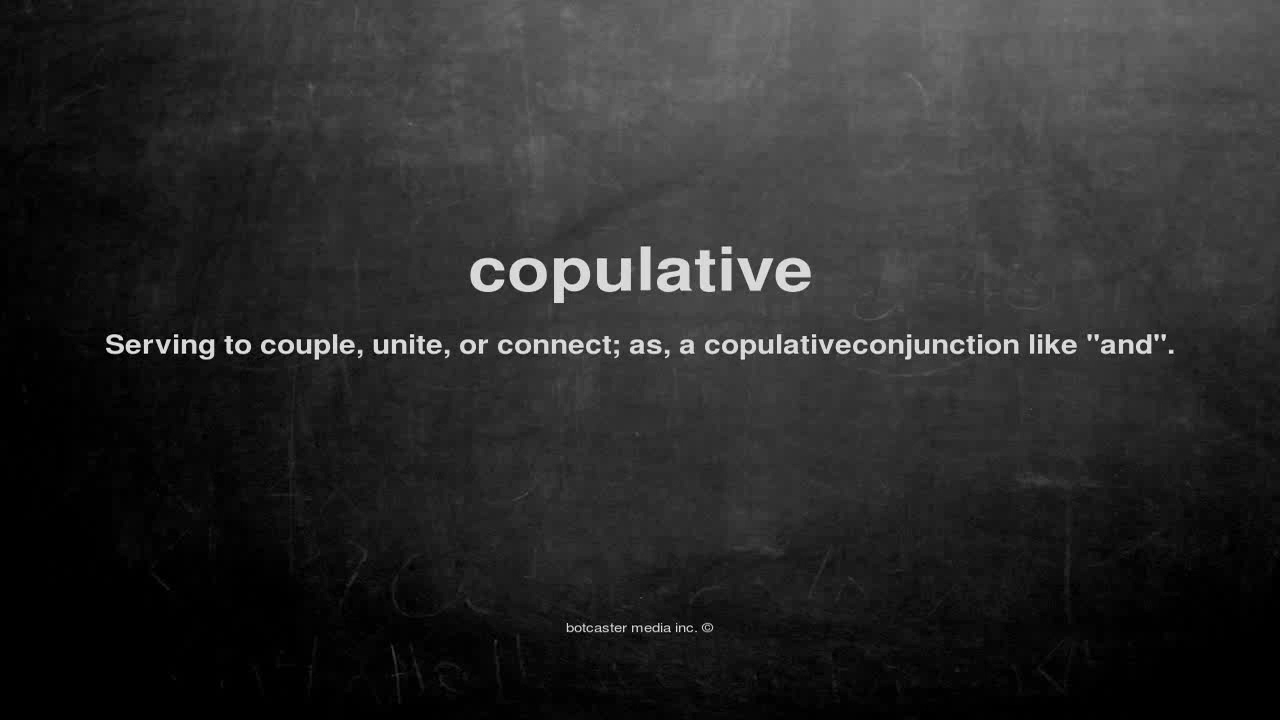 copulative
Serving to couple, unite, or connect; as, a copulativeconjunction like "and".
botcaster media inc. ©